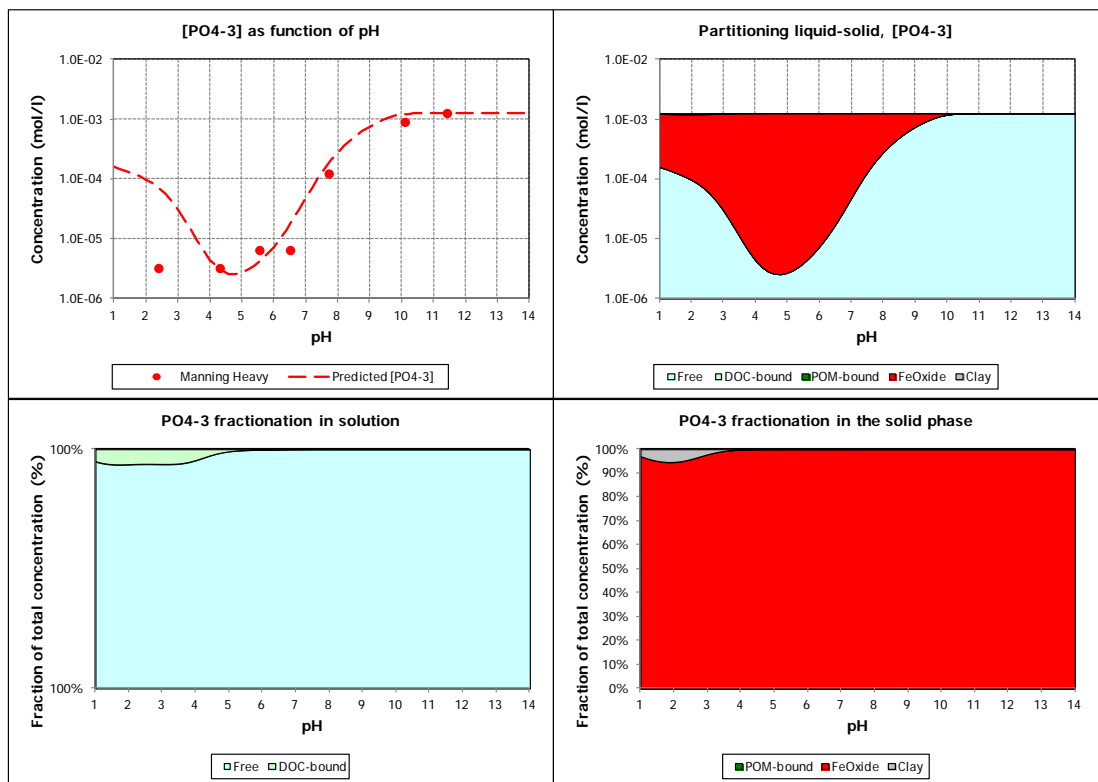 [PO4-3] as function of pH
Concentration (mol/l)
1.0E-02
1.0E-03
1.0E-04
1.0E-05
1.0E-06
1 2 3 4 5 6 7 8 9 10 11 12 13 14
pH
Manning Heavy Predicted [PO4-3]
Partitioning liquid-solid, [PO4-3]
Concentration (mol/l)
1.0E-02
1.0E-03
1.0E-04
1.0E-05
1.0E-06
1 2 3 4 5 6 7 8 9 10 11 12 13 14
pH
Free DOC-bound POM-bound FeOxide Clay
PO4-3 fractionation in solution
Fraction of total concentration (%)
100%
100%
1 2 3 4 5 6 7 8 9 10 11 12 13 14
pH
Free DOC-bound
PO4-3 fractionation in the solid phase
Fraction of total concentration (%)
100%
90%
80%
70%
60%
50%
40%
30%
20%
10%
0%
1 2 3 4 5 6 7 8 9 10 11 12 13 14
pH
POM-bound FeOxide Clay